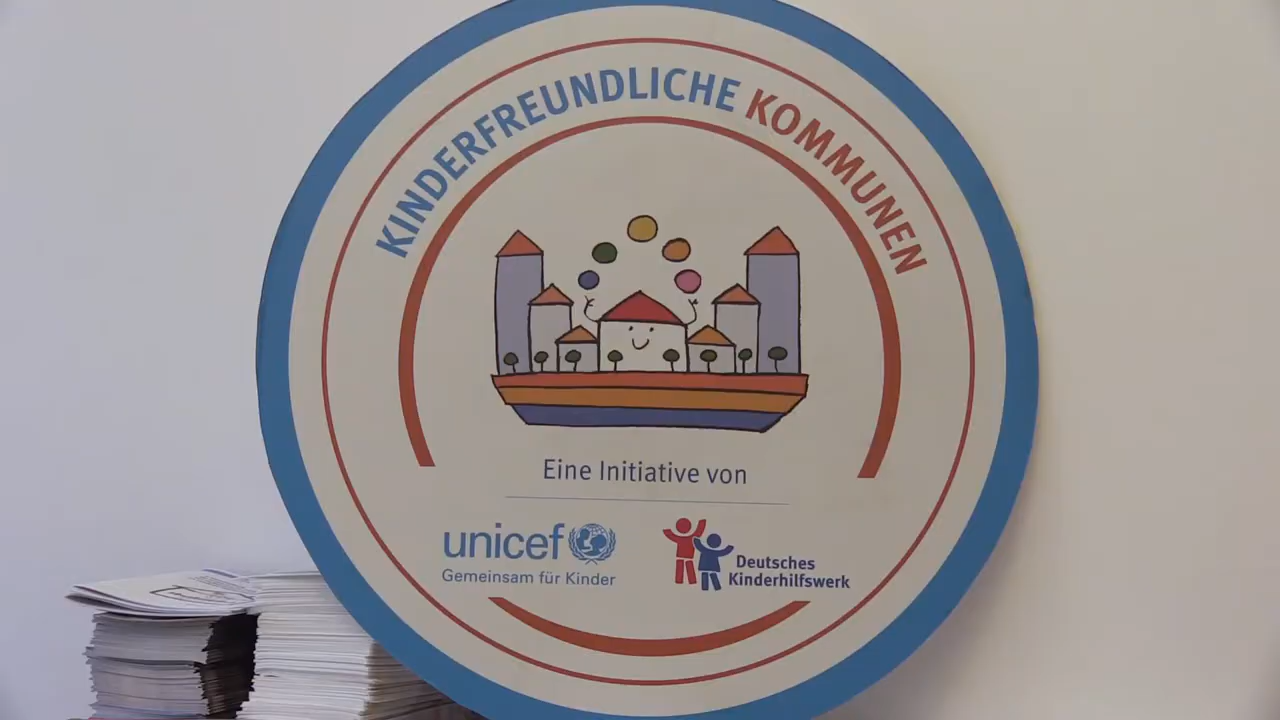 KINDERFREUNDLICHE KOMMUNEN
Eine Initiative von
unicef
Gemeinsam für Kinder
Deutsches
Kinderhilfswerk